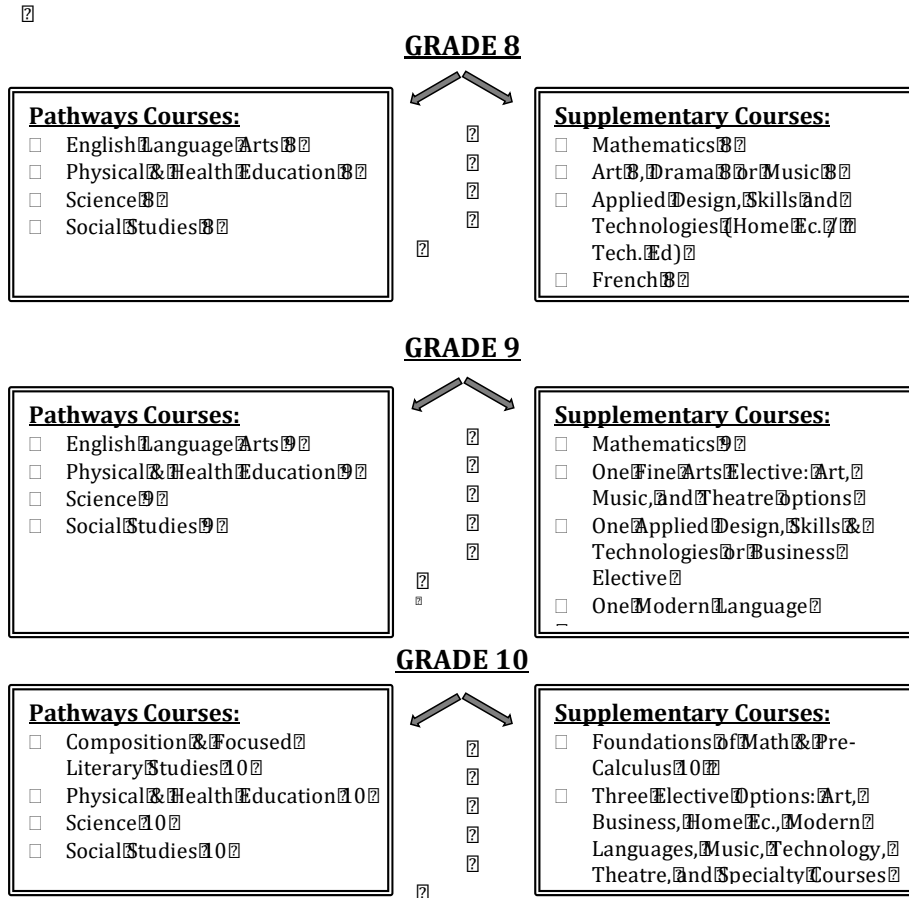 GRADE 8
Pathways Courses:
English Language Arts 8
Physical & Health Education 8
Science 8
Social Studies 8
Supplementary Courses:
Mathematics 8
Art 8, Drama 8 or Music 8
Applied Design, Skills and
Technologies (Home Ec. /
Tech. Ed)
French 8
GRADE 9
Pathways Courses:
English Language Arts 9
Physical & Health Education 9
Science 9
Social Studies 9
Supplementary Courses:
Mathematics 9
One Fine Arts Elective: Art,
Music, and Theatre options
One Applied Design, Skills &
Technologies or Business
Elective
One Modern Language
GRADE 10
Pathways Courses:
Composition & Focused
Literary Studies 10
Physical & Health Education 10
Science 10
Social Studies 10
Supplementary Courses:
Foundations of Math & Pre-
Calculus 10
Three Elective Options: Art,
Business, Home Ec., Modern
Languages, Music, Technology,
Theatre, and Specialty Courses